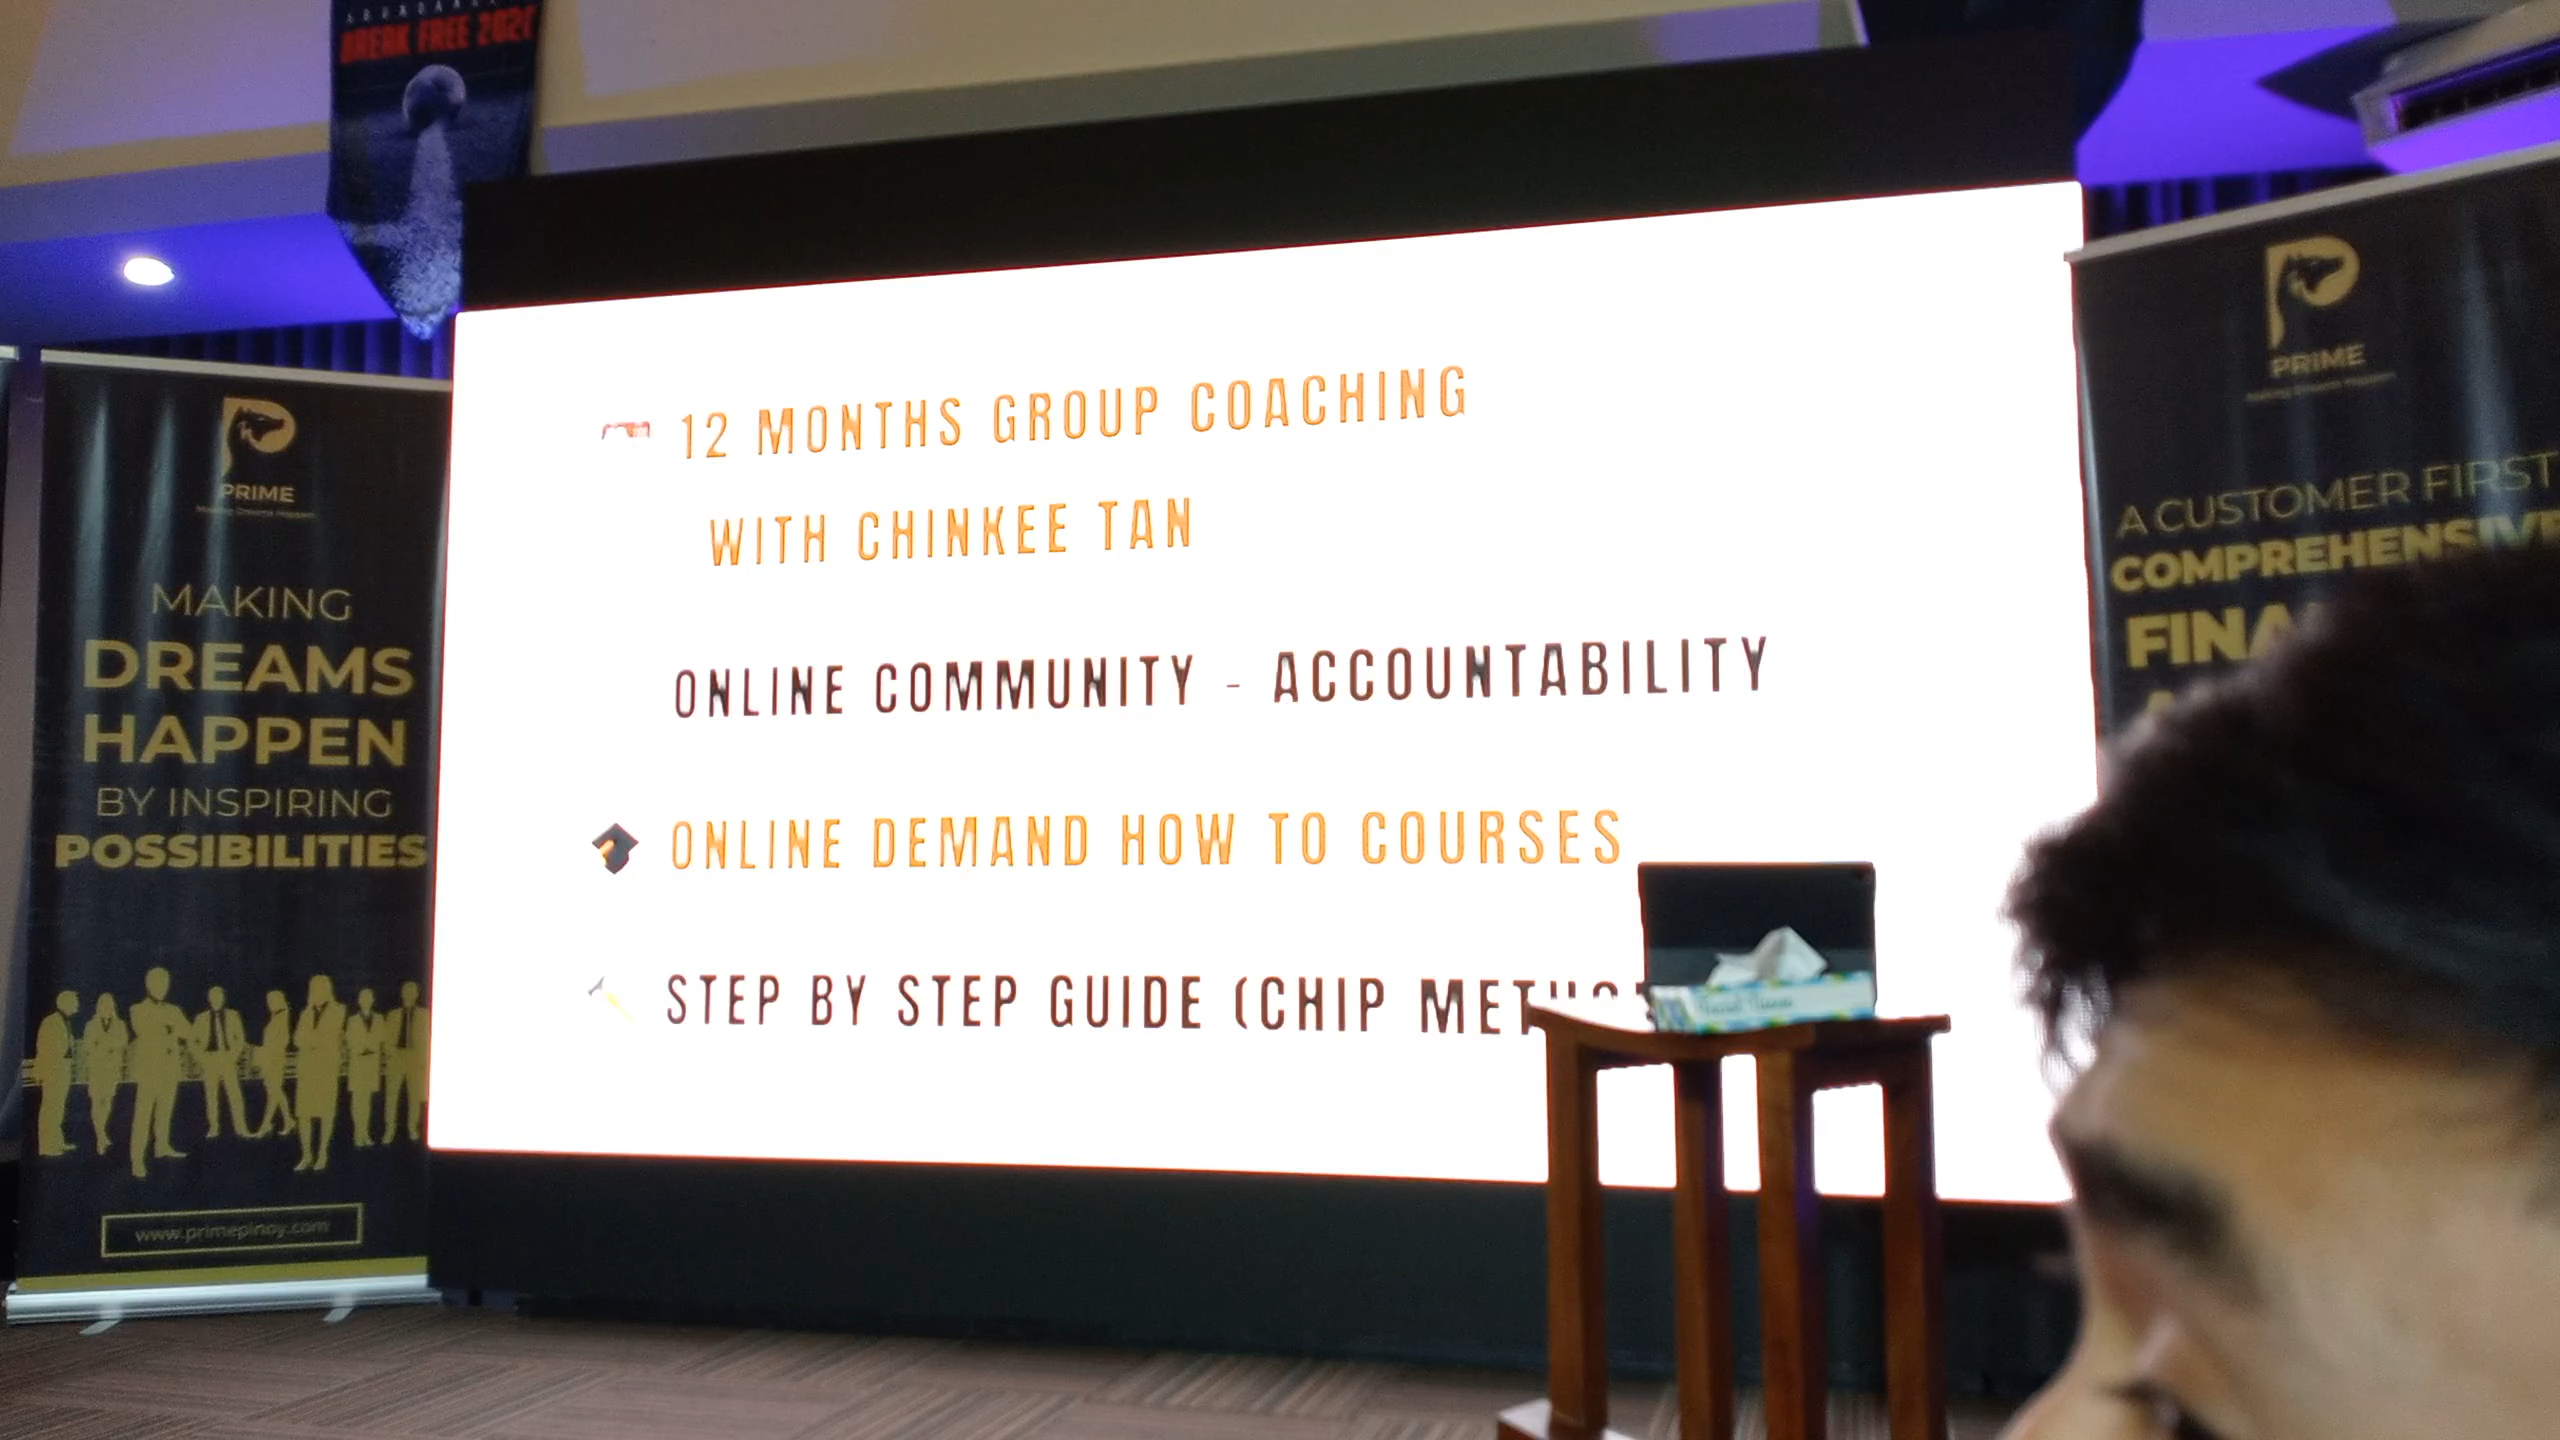 BREAK FREE
PRIME
MAKING
DREAMS
HAPPEN
BY INSPIRING
POSSIBILITIES
www.primepinoy.com
12 MONTHS GROUP COACHING
WITH CHINKEE TAN
ONLINE COMMUNITY - ACCOUNTABILITY
ONLINE DEMAND HOW TO COURSES
STEP BY STEP GUIDE (CHIP
PRIME
A CUSTOMER FIRST
COMPREHENSIVE